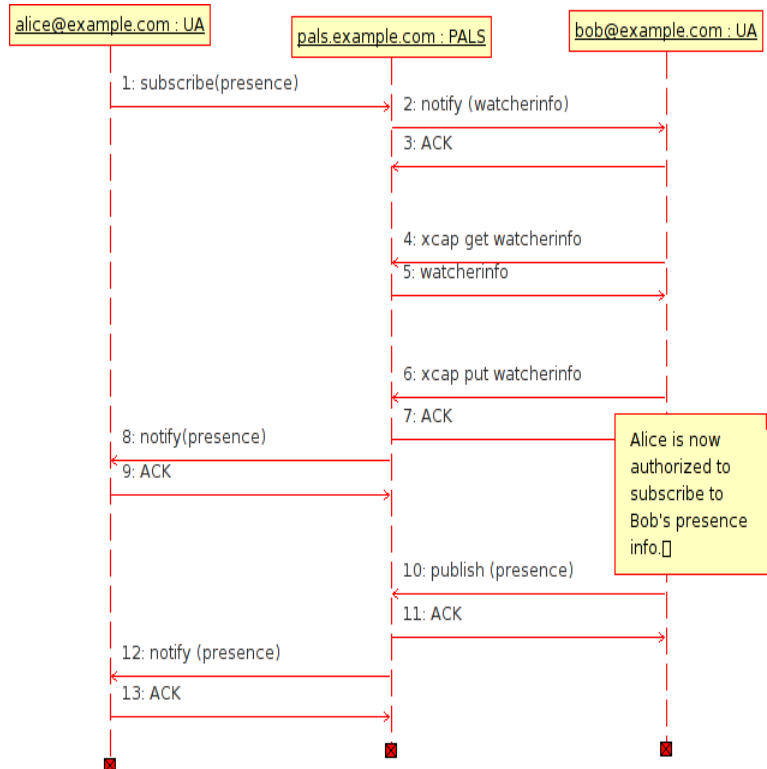 alice@example.com : UA
pals.example.com : PALS
bob@example.com : UA
1: subscribe(presence)
2: notify (watcherinfo)
3: ACK
4: xcap get watcherinfo
5: watcherinfo
6: xcap put watcherinfo
7: ACK
Alice is now
authorized to
subscribe to
Bob's presence
info.
8: notify(presence)
9: ACK
10: publish (presence)
11: ACK
12: notify (presence)
13: ACK